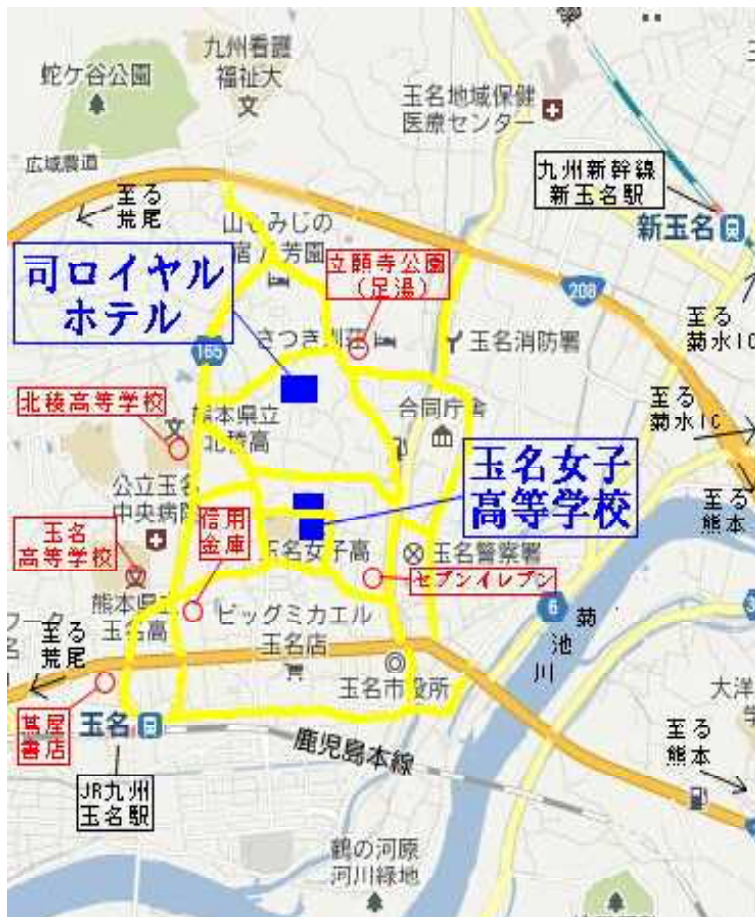 九州看護
福祉大
蛇ケ谷公園
玉名地域保健
医療センター
広域農道
至る
荒尾
九州新幹線
新玉名駅
新玉名
山もみじの
宿
芳園
司ロイヤル
ホテル
立願寺公園
(足湯)
208
至る
菊水IC
165
さつき別荘
玉名消防署
至る
菊水IC
北稜高等学校
熊本県立
北稜高
合同庁舎
玉名女子
高等学校
公立玉名
中央病院
信用
金庫
至る
熊本
玉名
高等学校
玉名女子高
玉名警察署
セブンイレブン
熊本県立
玉名高
ビッグミカエル
玉名店
6
菊
池
川
至る
荒尾
玉名市役所
大洋
至る
熊本
蔦屋
書店
玉名
鹿児島本線
JR九州
玉名駅
鶴の河原
河川緑地